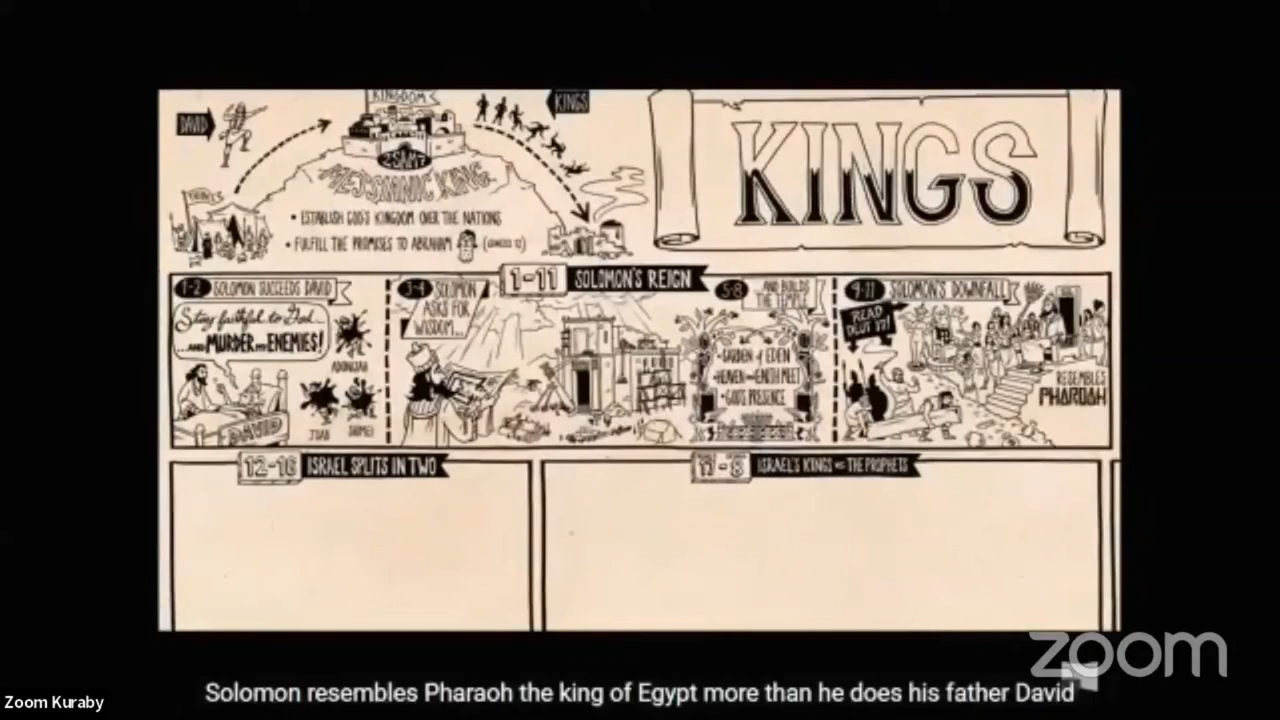 DAVID
KINGDOM
KINGS
2 SAM 7
MESSIANIC KING
• ESTABLISH GOD'S KINGDOM OVER THE NATIONS
• FULFILL THE PROMISES TO ABRAHAM (GENESIS 12)
KINGS
1-11 SOLOMON'S REIGN
1-2 SOLOMON SUCCEEDS DAVID
Stay faithful to God...
...AND MURDER MY ENEMIES!
ADONIJAH
JOAB
SHIMEI
DAVID
3-4 SOLOMON
ASKS FOR
WISDOM...
5-8 ...AND BUILDS
THE TEMPLE
• GARDEN of EDEN
• HEAVEN AND EARTH MEET
• GOD'S PRESENCE
9-11 SOLOMON'S DOWNFALL
READ
DEUT 17!
RESEMBLES
PHAROAH
12-16 ISRAEL SPLITS IN TWO
17-8 ISRAEL'S KINGS vs THE PROPHETS
zoom
Solomon resembles Pharaoh the king of Egypt more than he does his father David
Zoom Kuraby